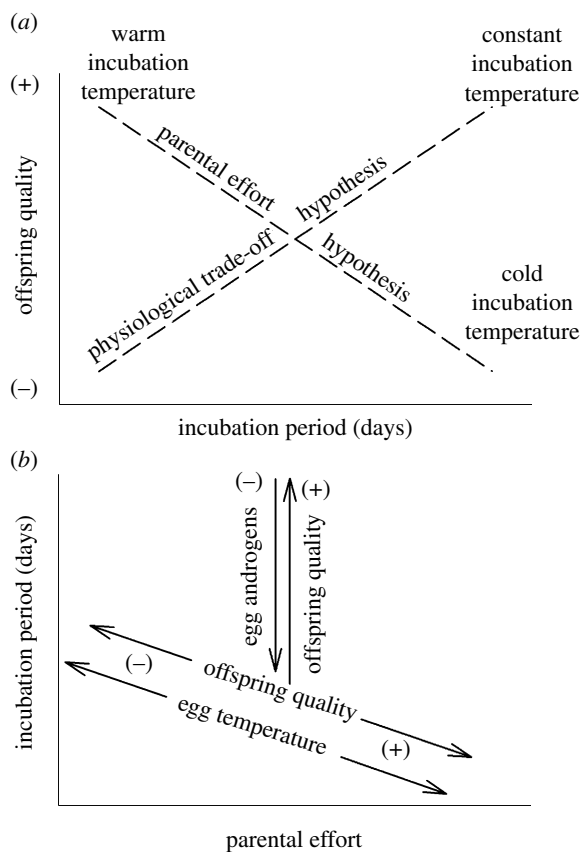 (a)
warm
incubation
temperature
constant
incubation
temperature
(+)
offspring quality
parental effort
hypothesis
physiological trade-off
hypothesis
cold
incubation
temperature
(–)
incubation period (days)
(b)
incubation period (days)
(–)
(+)
egg androgens
offspring quality
(–)
offspring quality
egg temperature
(+)
parental effort